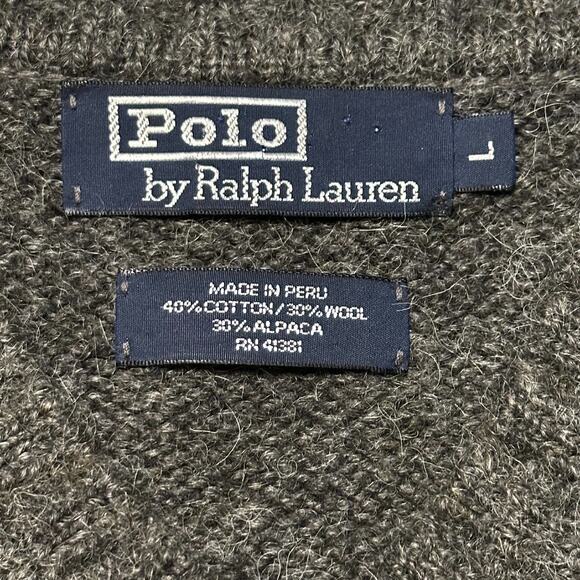 Polo
by Ralph Lauren
L
MADE IN PERU
40% COTTON/30% WOOL
30% ALPACA
RN 41381